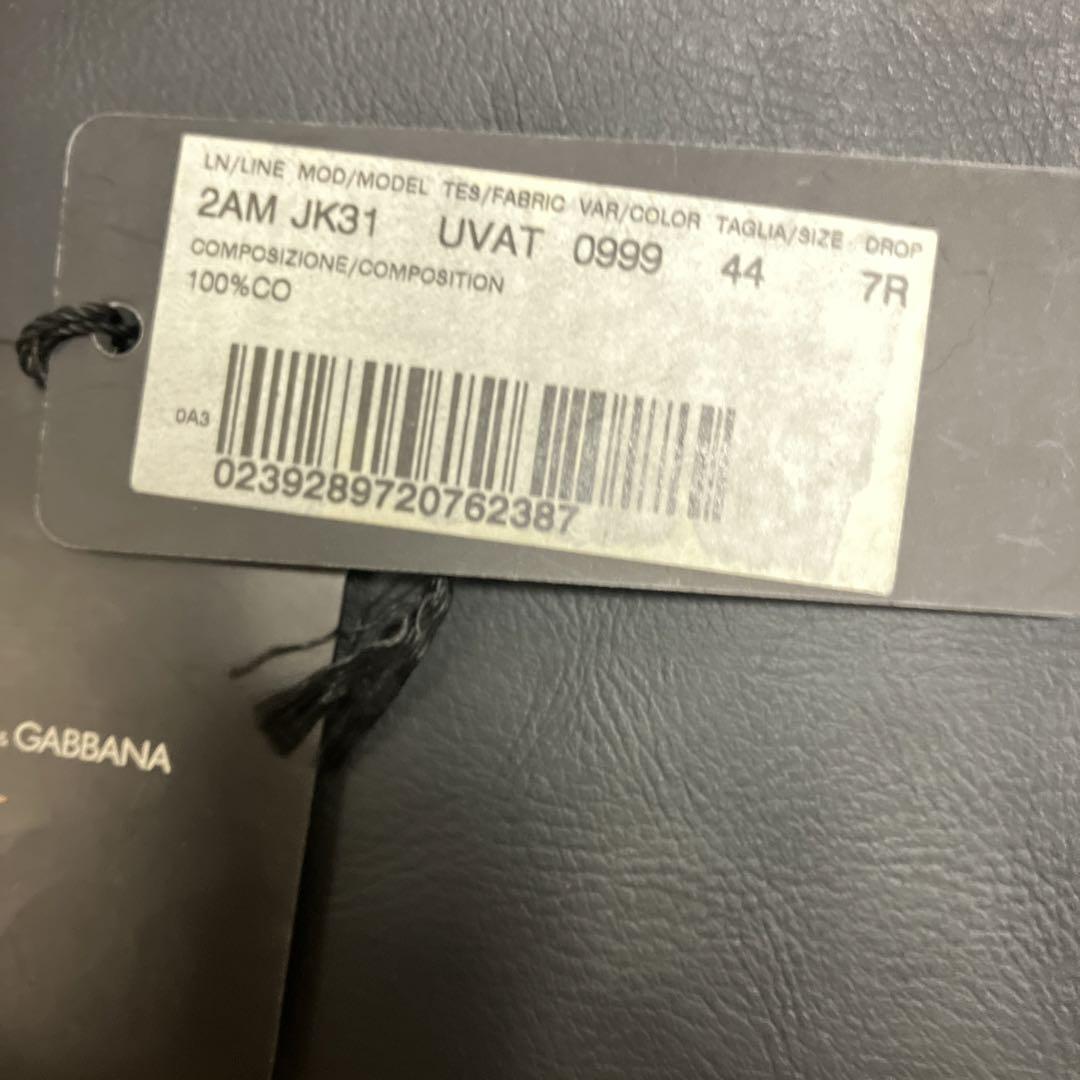 LN/LINE MOD/MODEL TES/FABRIC VAR/COLOR TAGLIA/SIZE DROP
2AM JK31 UVAT 0999 44 7R
COMPOSIZIONE/COMPOSITION
100%CO
0A3
0239289720762387
& GABBANA